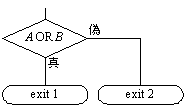 偽
A OR B
真
exit 1
exit 2